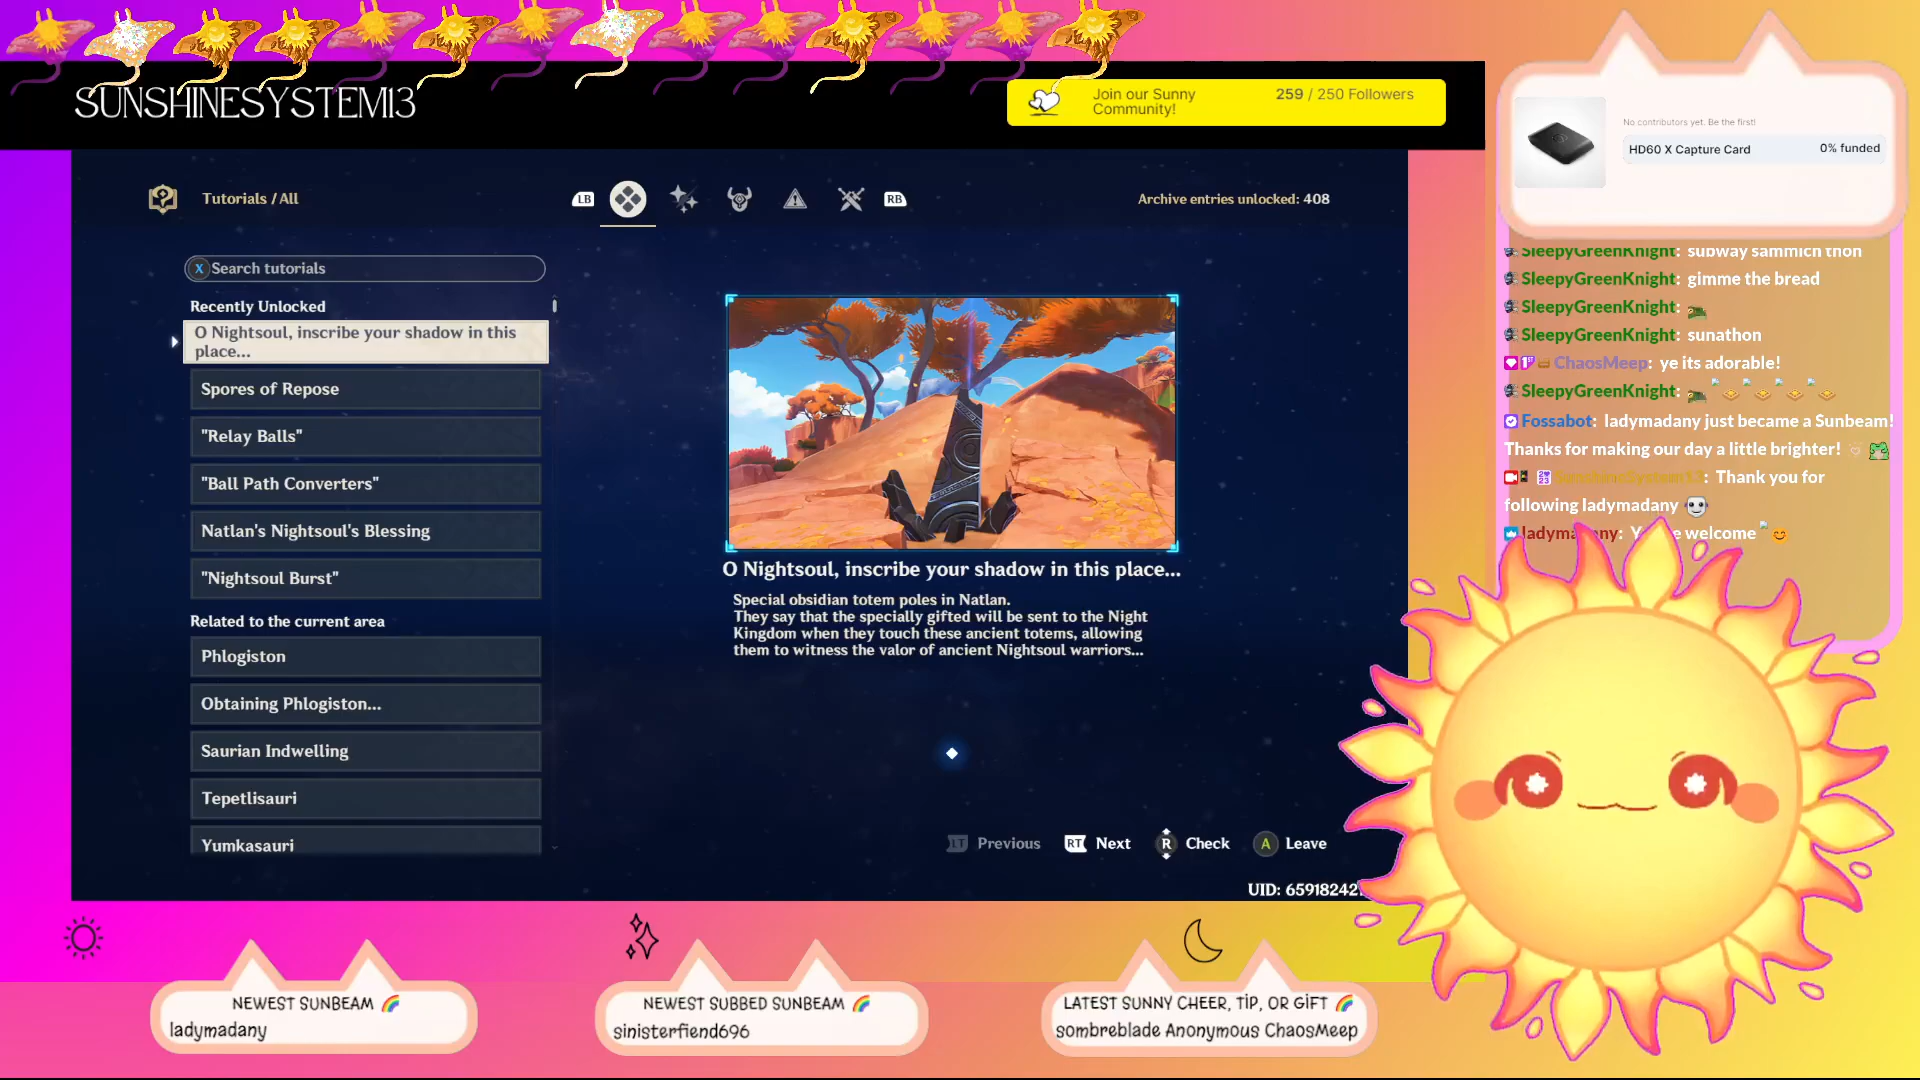 SUNSHINESYSTEM13
Join our Sunny
Community!
259 / 250 Followers
No contributors yet. Be the first!
HD60 X Capture Card
0% funded
Tutorials / All
LB
RB
Archive entries unlocked: 408
X Search tutorials
Recently Unlocked
O Nightsoul, inscribe your shadow in this
place...
Spores of Repose
"Relay Balls"
"Ball Path Converters"
Natlan's Nightsoul's Blessing
"Nightsoul Burst"
Related to the current area
Phlogiston
Obtaining Phlogiston...
Saurian Indwelling
Tepetlisauri
Yumkasauri
O Nightsoul, inscribe your shadow in this place...
Special obsidian totem poles in Natlan.
They say that the specially gifted will be sent to the Night
Kingdom when they touch these ancient totems, allowing
them to witness the valor of ancient Nightsoul warriors...
LT Previous
RT Next
R Check
A Leave
UID: 65918242
SleepyGreenKnight: subway sammich thon
SleepyGreenKnight: gimme the bread
SleepyGreenKnight:
SleepyGreenKnight: sunathon
ChaosMeep: ye its adorable!
SleepyGreenKnight:
Fossabot: ladymadany just became a Sunbeam!
Thanks for making our day a little brighter!
SunshineSystem13: Thank you for
following ladymadany
welcome
NEWEST SUNBEAM 🌈
ladymadany
NEWEST SUBBED SUNBEAM 🌈
sinisterfiend696
LATEST SUNNY CHEER, TIP, OR GIFT 🌈
sombreblade Anonymous ChaosMeep